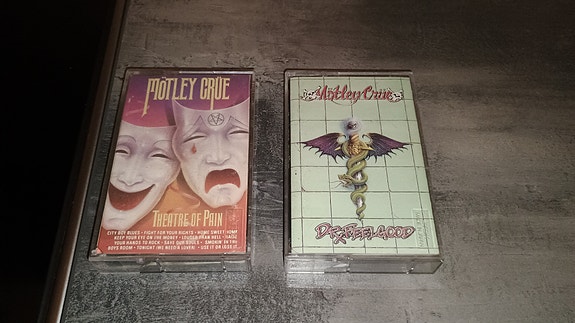 MÖTLEY CRÜE
THEATRE OF PAIN
CITY BOY BLUES • FIGHT FOR YOUR RIGHTS • HOME SWEET HOME
KEEP YOUR EYE ON THE MONEY • LOUDER THAN HELL • RAISE
YOUR HANDS TO ROCK • SAVE OUR SOULS • SMOKIN' IN THE
BOYS ROOM • TONIGHT (WE NEED A LOVER) • USE IT OR LOSE IT
Mötley Crüe
DR. FEELGOOD